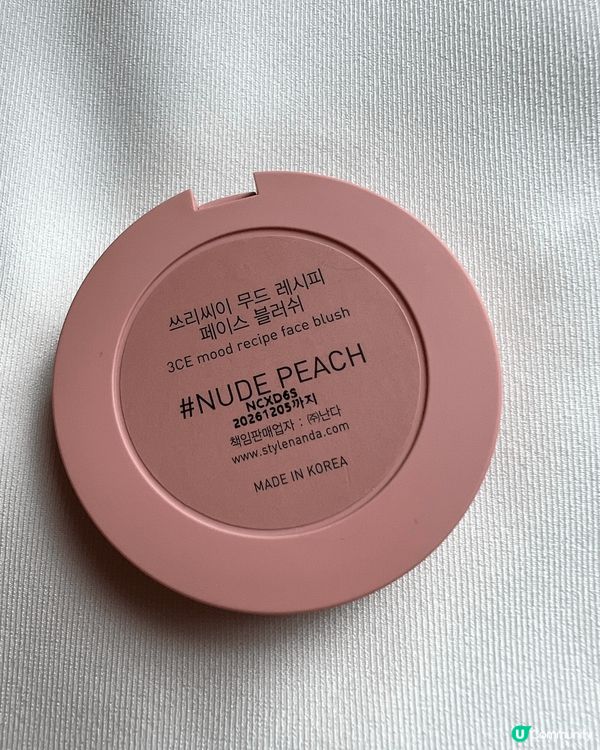 쓰리씨이 무드 레시피
페이스 블러쉬
3CE mood recipe face blush
#NUDE PEACH
NCXD6S
20261205까지
책임판매업자 : ㈜난다
www.stylenanda.com
MADE IN KOREA
U Community